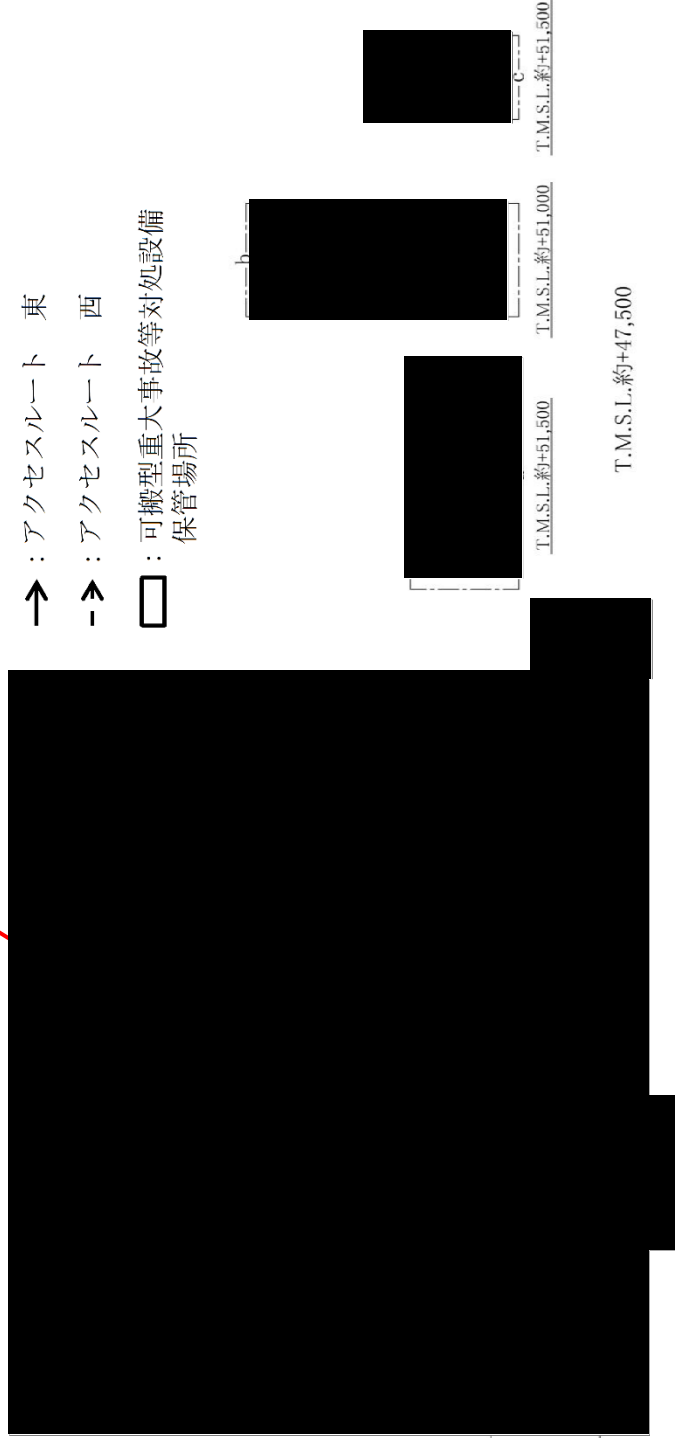 ：アクセスルート　東
：アクセスルート　西
：可搬型重大事故等対処設備
保管場所
b
c
T.M.S.L.約+51,500
T.M.S.L.約+51,000
T.M.S.L.約+51,500
T.M.S.L.約+47,500